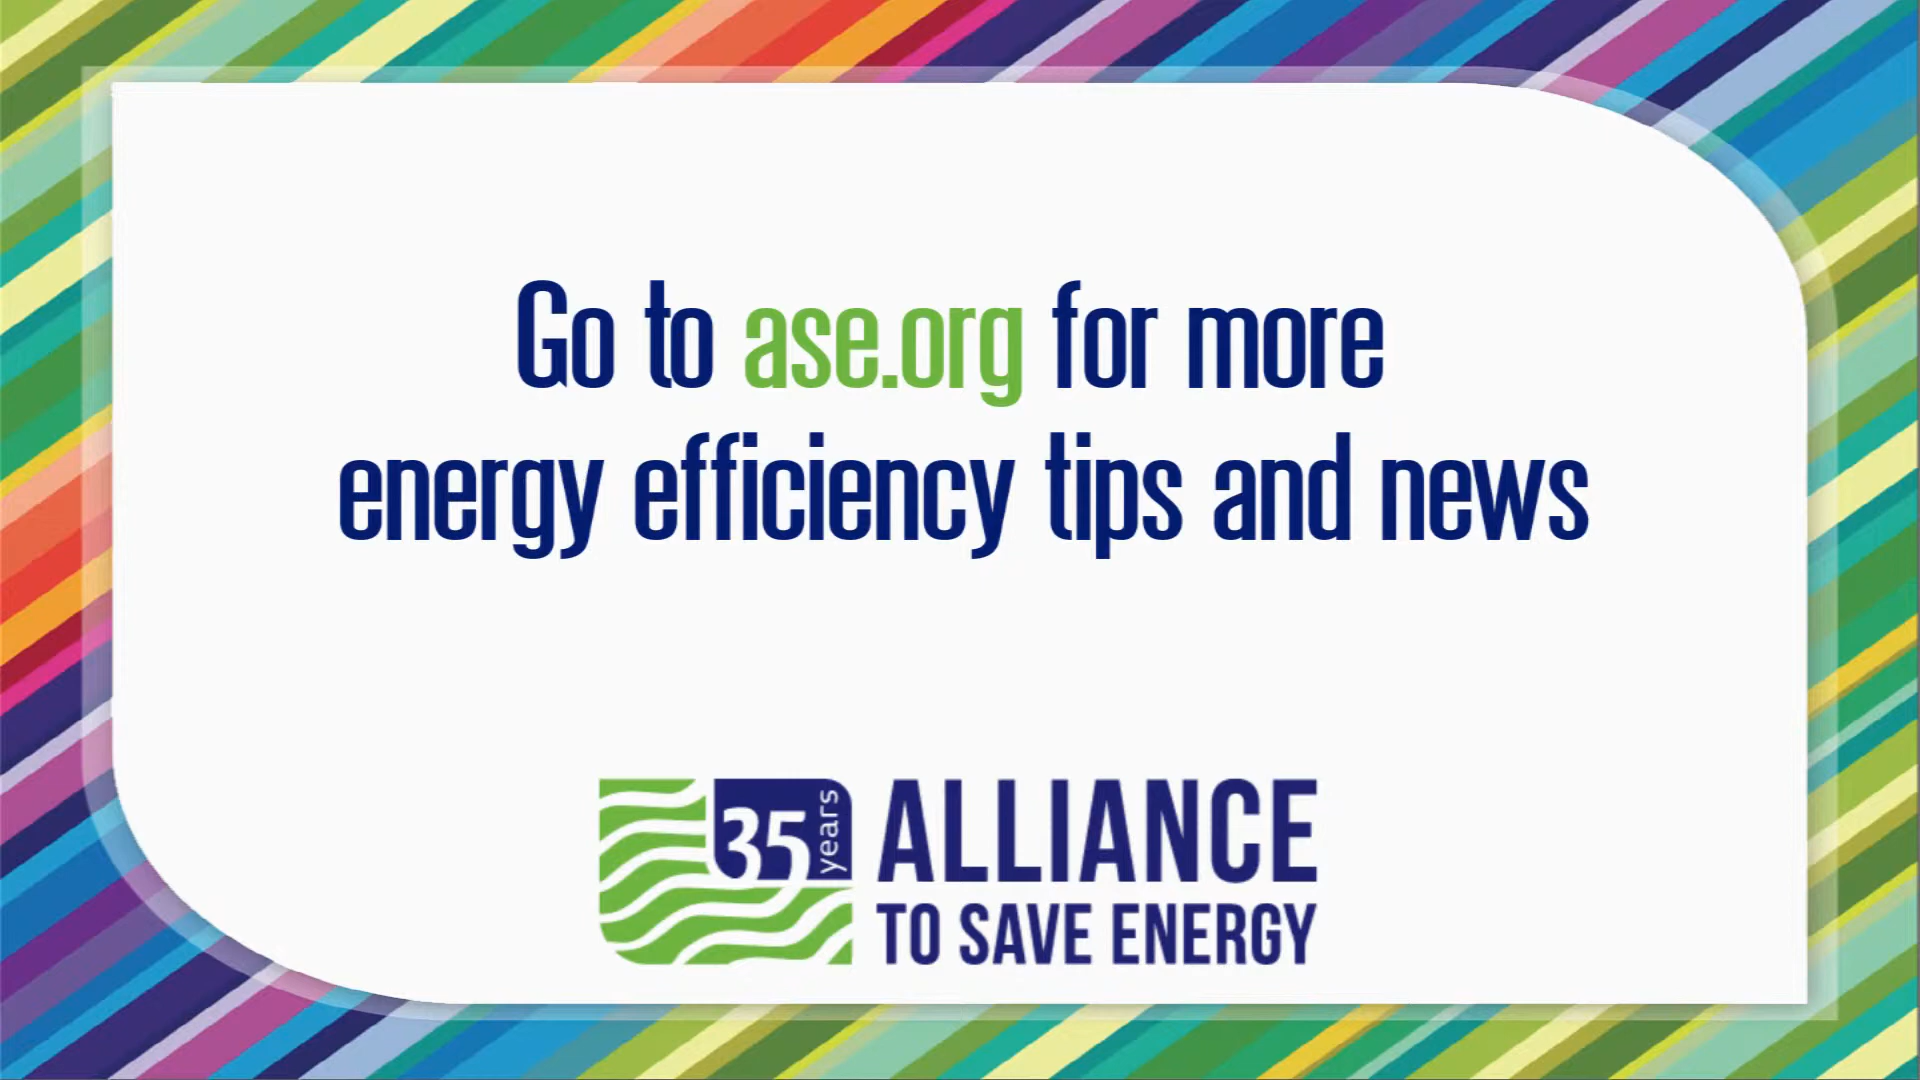 Go to ase.org for more
energy efficiency tips and news
35 years
ALLIANCE
TO SAVE ENERGY